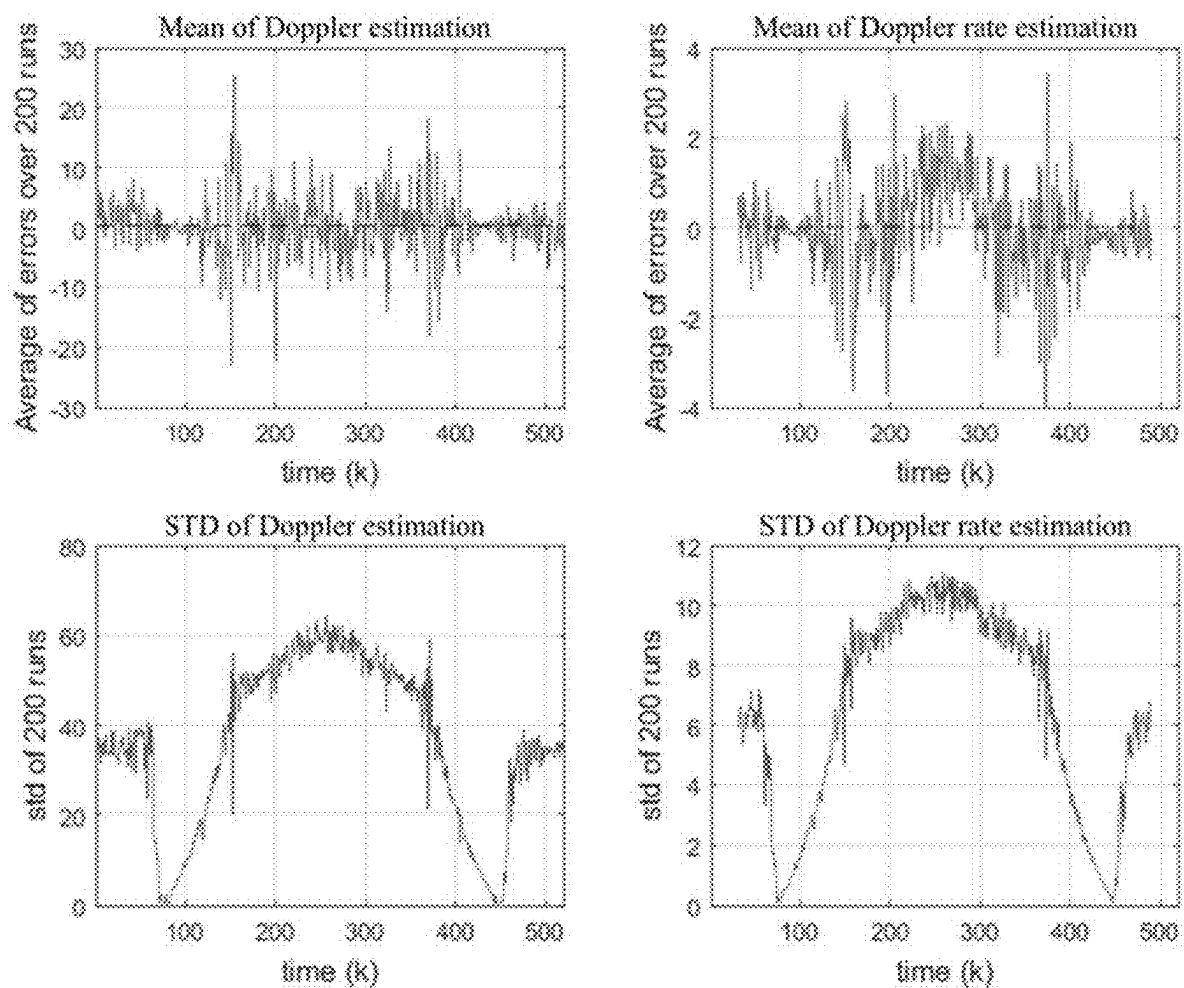 Mean of Doppler estimation
Average of errors over 200 runs
30
20
10
0
-10
-20
-30
100 200 300 400 500
time (k)
Mean of Doppler rate estimation
Average of errors over 200 runs
4
2
0
-2
-4
100 200 300 400 500
time (k)
STD of Doppler estimation
std of 200 runs
80
60
40
20
0
100 200 300 400 500
time (k)
STD of Doppler rate estimation
std of 200 runs
12
10
8
6
4
2
0
100 200 300 400 500
time (k)